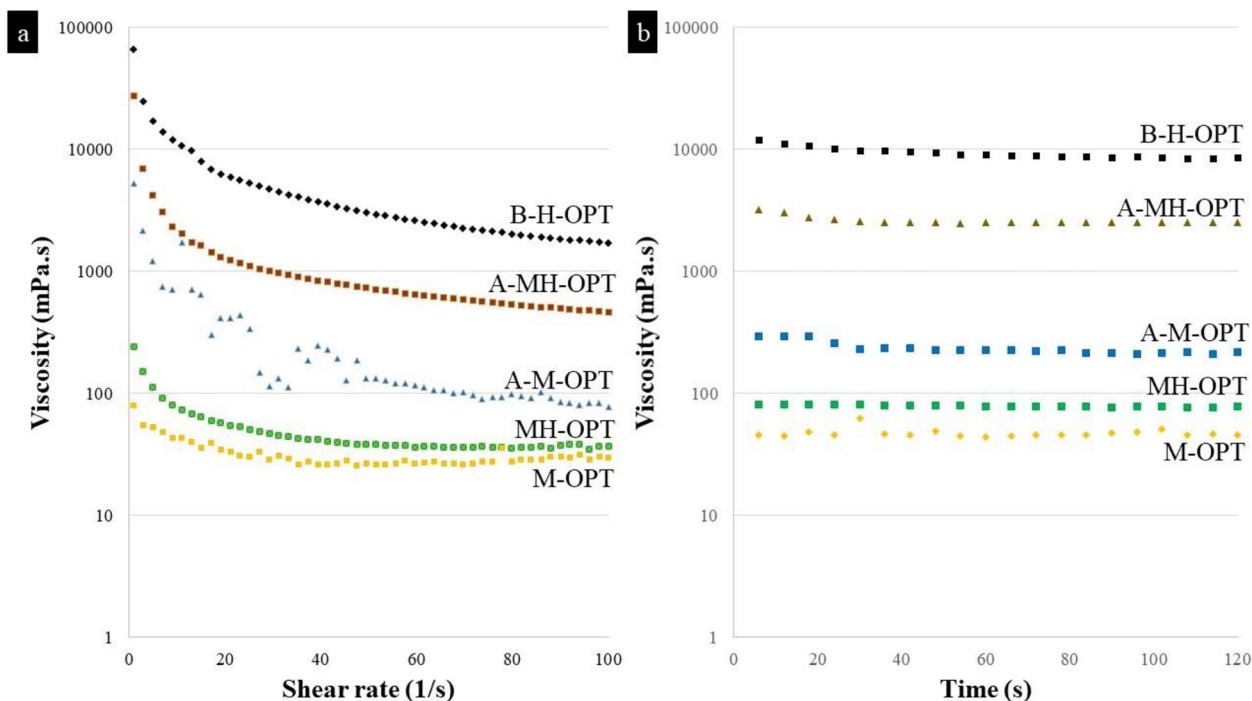 a
100000
10000
1000
100
10
1
Viscosity (mPa.s)
B-H-OPT
A-MH-OPT
A-M-OPT
MH-OPT
M-OPT
0 20 40 60 80 100
Shear rate (1/s)
b
100000
10000
1000
100
10
1
Viscosity (mPa.s)
B-H-OPT
A-MH-OPT
A-M-OPT
MH-OPT
M-OPT
0 20 40 60 80 100 120
Time (s)